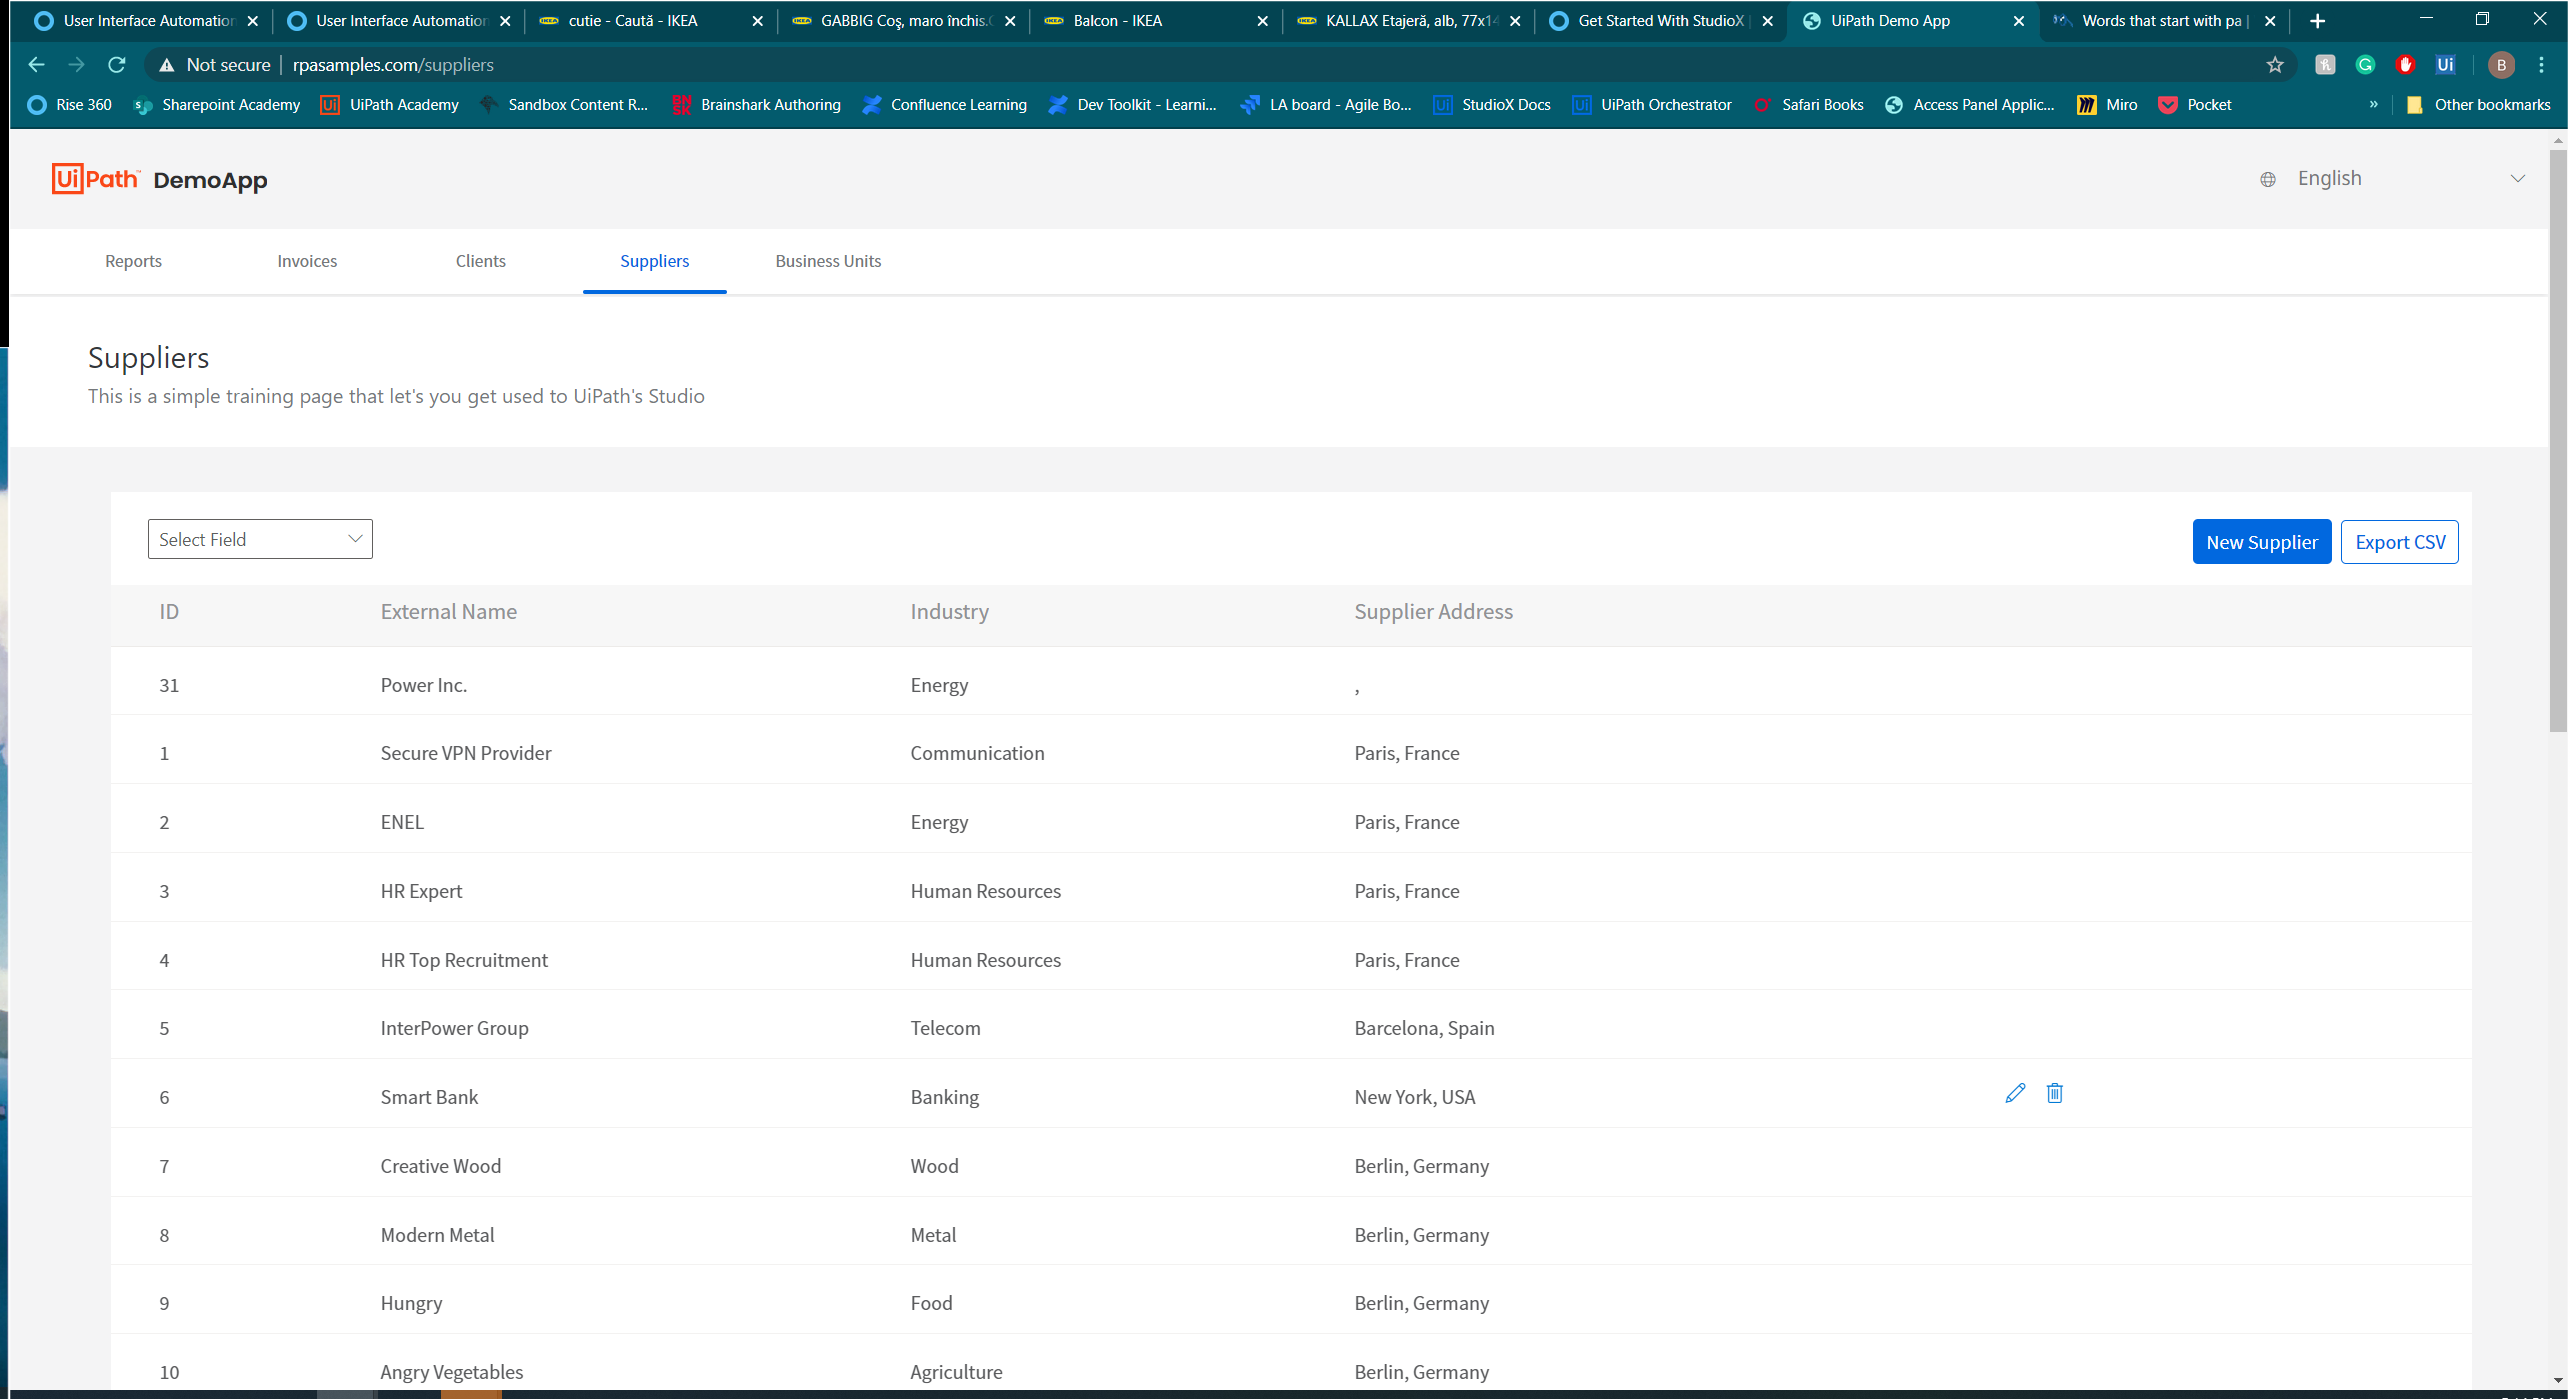 User Interface Automation User Interface Automation cutie - Caută - IKEA GABBIG Coș, maro închis. Balcon - IKEA KALLAX Etajeră, alb, 77x14 Get Started With StudioX UiPath Demo App Words that start with pa |
Not secure | rpasamples.com/suppliers Ui B
Rise 360 Sharepoint Academy UiPath Academy Sandbox Content R... Brainshark Authoring Confluence Learning Dev Toolkit - Learni... LA board - Agile Bo... StudioX Docs UiPath Orchestrator Safari Books Access Panel Applic... Miro Pocket » Other bookmarks
UiPath DemoApp English
Reports Invoices Clients Suppliers Business Units
Suppliers
This is a simple training page that let's you get used to UiPath's Studio
Select Field New Supplier Export CSV
ID External Name Industry Supplier Address
31 Power Inc. Energy ,
1 Secure VPN Provider Communication Paris, France
2 ENEL Energy Paris, France
3 HR Expert Human Resources Paris, France
4 HR Top Recruitment Human Resources Paris, France
5 InterPower Group Telecom Barcelona, Spain
6 Smart Bank Banking New York, USA
7 Creative Wood Wood Berlin, Germany
8 Modern Metal Metal Berlin, Germany
9 Hungry Food Berlin, Germany
10 Angry Vegetables Agriculture Berlin, Germany